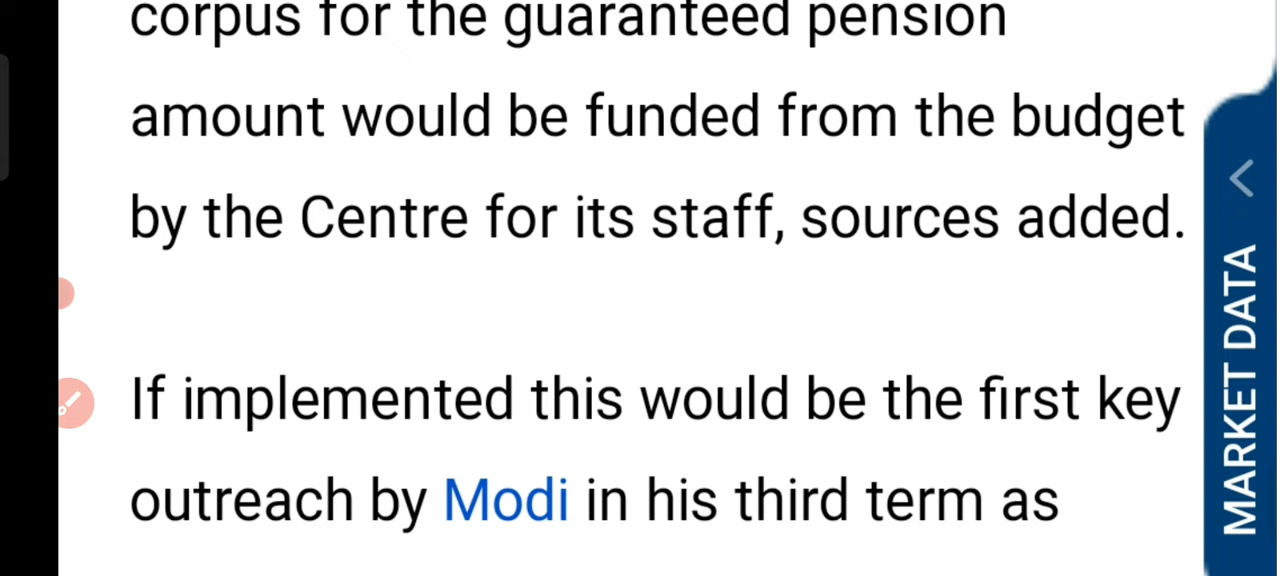 corpus for the guaranteed pension
amount would be funded from the budget
by the Centre for its staff, sources added.
If implemented this would be the first key
outreach by Modi in his third term as
MARKET DATA